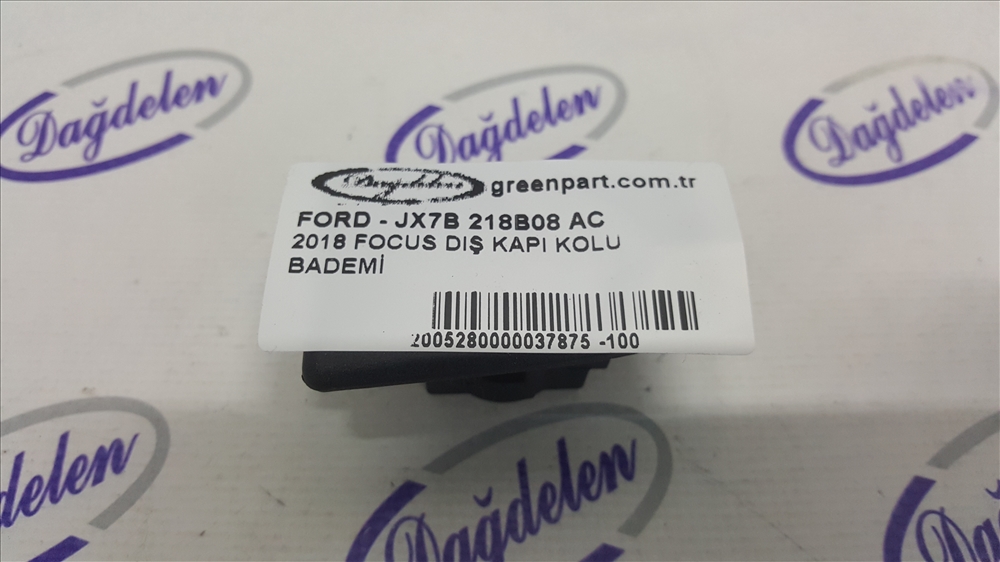 Dağdelen
Dağdelen
Dağdelen
greenpart.com.tr
FORD - JX7B 218B08 AC
2018 FOCUS DIŞ KAPI KOLU
BADEMİ
2005280000037875 -100
delen
Dağdelen